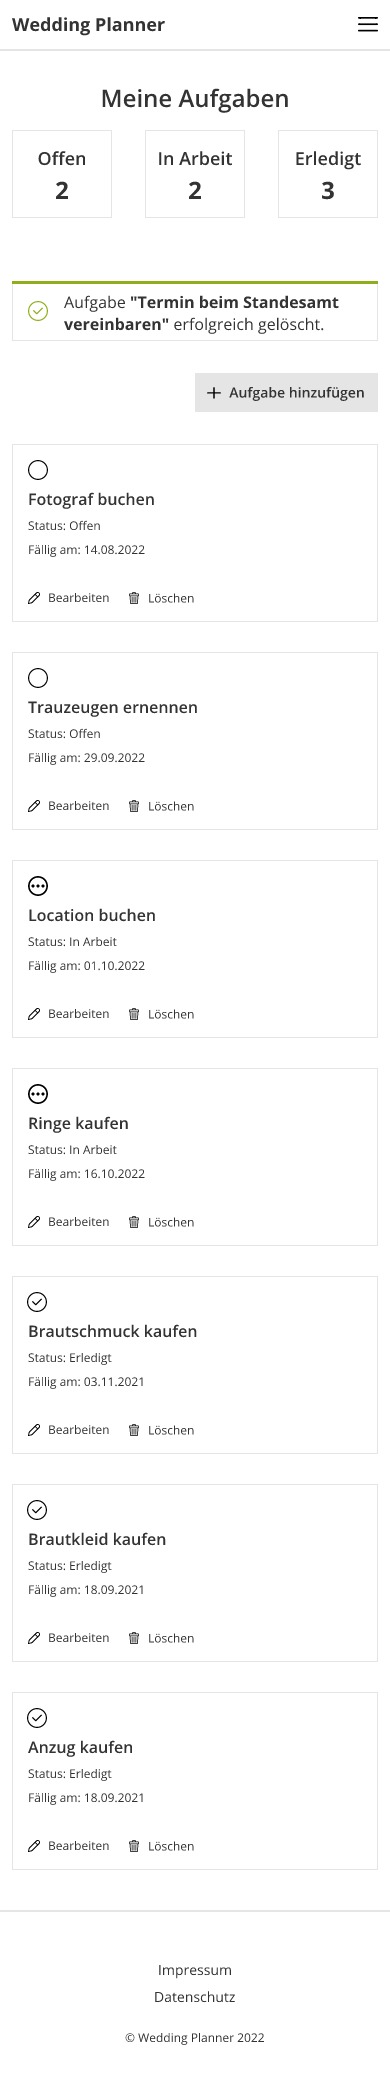 Wedding Planner
Meine Aufgaben
Offen
2
In Arbeit
2
Erledigt
3
Aufgabe "Termin beim Standesamt
vereinbaren" erfolgreich gelöscht.
Aufgabe hinzufügen
Fotograf buchen
Status: Offen
Fällig am: 14.08.2022
Bearbeiten Löschen
Trauzeugen ernennen
Status: Offen
Fällig am: 29.09.2022
Bearbeiten Löschen
Location buchen
Status: In Arbeit
Fällig am: 01.10.2022
Bearbeiten Löschen
Ringe kaufen
Status: In Arbeit
Fällig am: 16.10.2022
Bearbeiten Löschen
Brautschmuck kaufen
Status: Erledigt
Fällig am: 03.11.2021
Bearbeiten Löschen
Brautkleid kaufen
Status: Erledigt
Fällig am: 18.09.2021
Bearbeiten Löschen
Anzug kaufen
Status: Erledigt
Fällig am: 18.09.2021
Bearbeiten Löschen
Impressum
Datenschutz
© Wedding Planner 2022